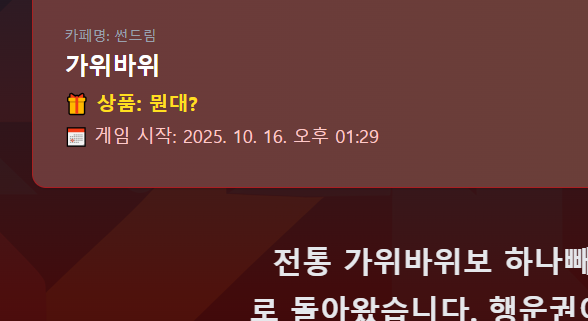 카페명: 썬드림
가위바위
상품: 뭔대?
게임 시작: 2025. 10. 16. 오후 01:29
전통 가위바위보 하나빼
로 돌아왔습니다. 행운권